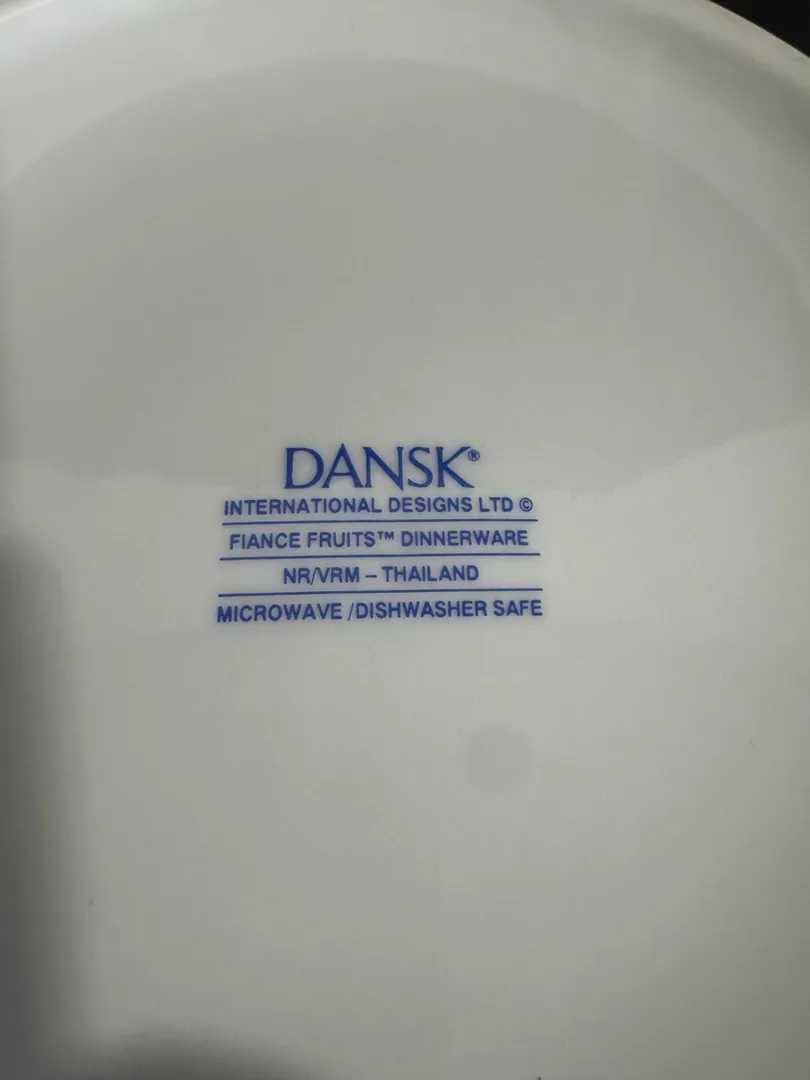 DANSK®
INTERNATIONAL DESIGNS LTD ©
FIANCE FRUITS™ DINNERWARE
NR/VRM – THAILAND
MICROWAVE /DISHWASHER SAFE